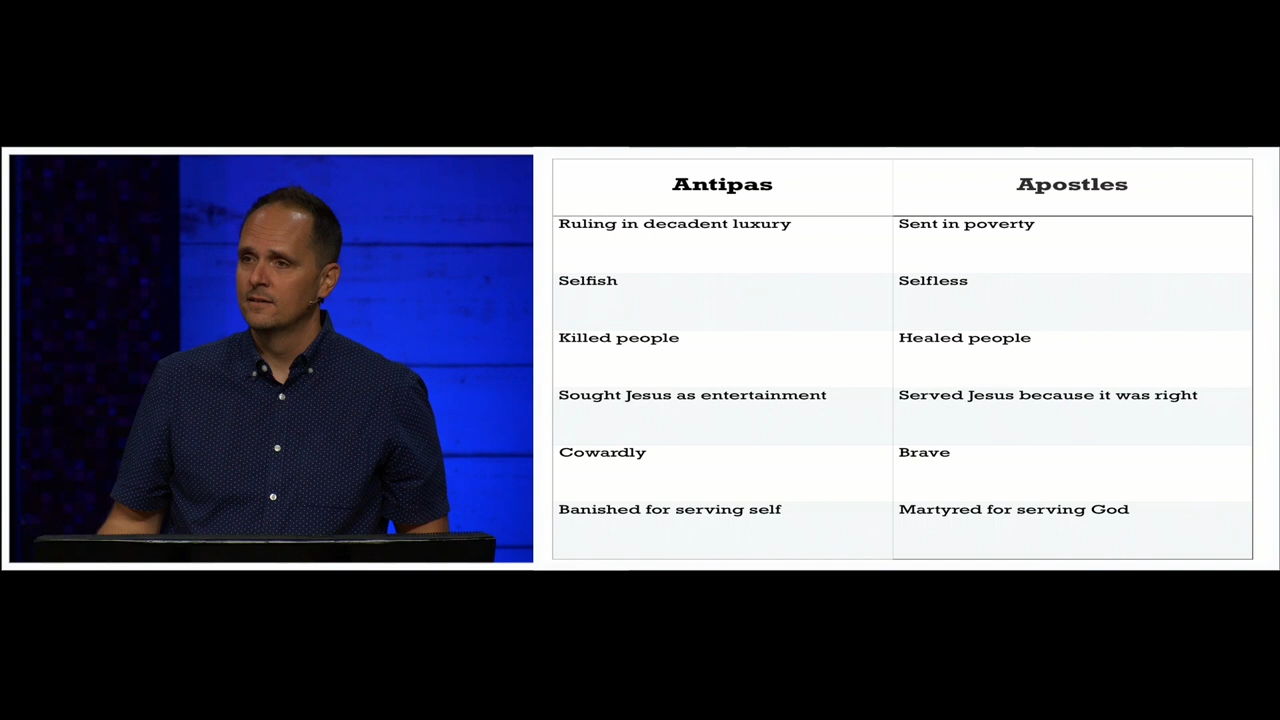 Antipas Apostles
Ruling in decadent luxury Sent in poverty
Selfish Selfless
Killed people Healed people
Sought Jesus as entertainment Served Jesus because it was right
Cowardly Brave
Banished for serving self Martyred for serving God